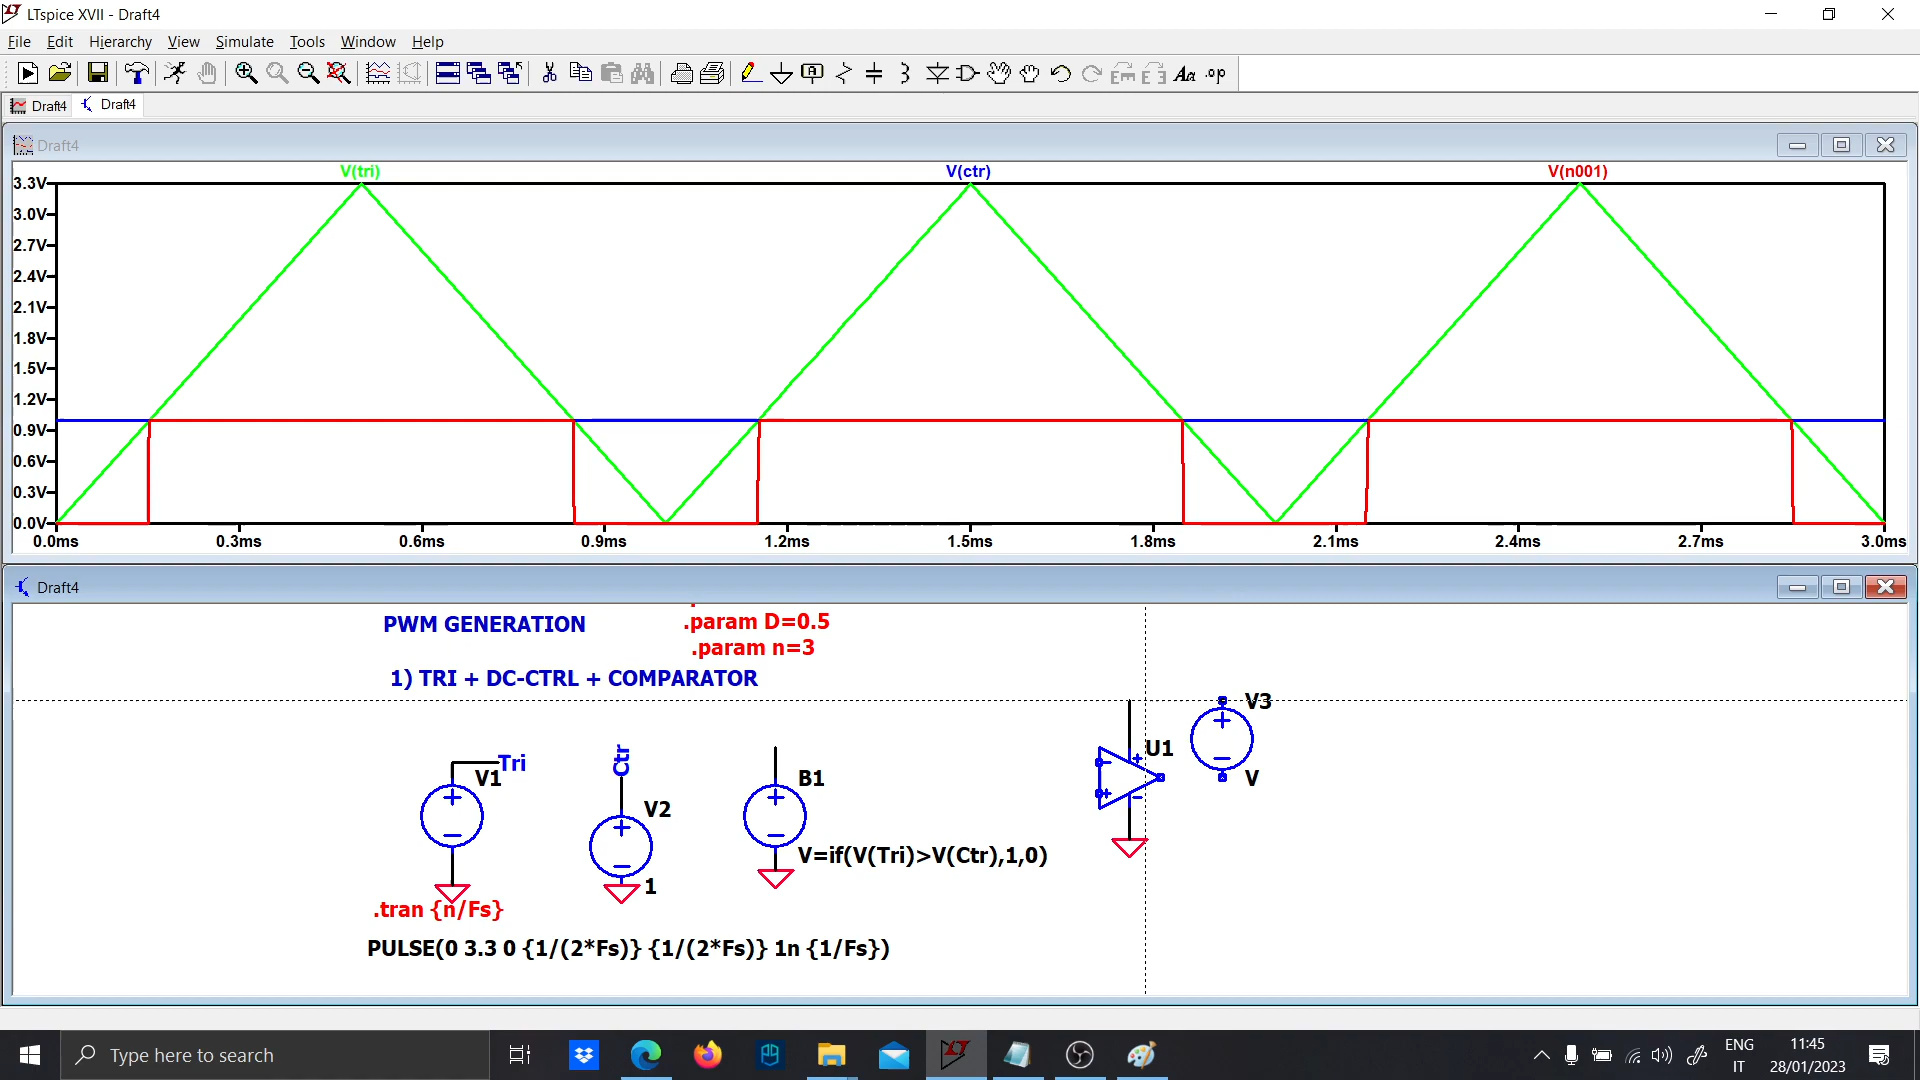 LTspice XVII - Draft4
File Edit Hierarchy View Simulate Tools Window Help
Draft4 Draft4
Draft4
V(tri) V(ctr) V(n001)
3.3V
3.0V
2.7V
2.4V
2.1V
1.8V
1.5V
1.2V
0.9V
0.6V
0.3V
0.0V
0.0ms 0.3ms 0.6ms 0.9ms 1.2ms 1.5ms 1.8ms 2.1ms 2.4ms 2.7ms 3.0ms
Draft4
PWM GENERATION
.param D=0.5
.param n=3
1) TRI + DC-CTRL + COMPARATOR
V3
U1
Tri
Ctr
V1
B1
V
V2
V=if(V(Tri)>V(Ctr),1,0)
1
.tran {n/Fs}
PULSE(0 3.3 0 {1/(2*Fs)} {1/(2*Fs)} 1n {1/Fs})
Type here to search
ENG
IT
11:45
28/01/2023